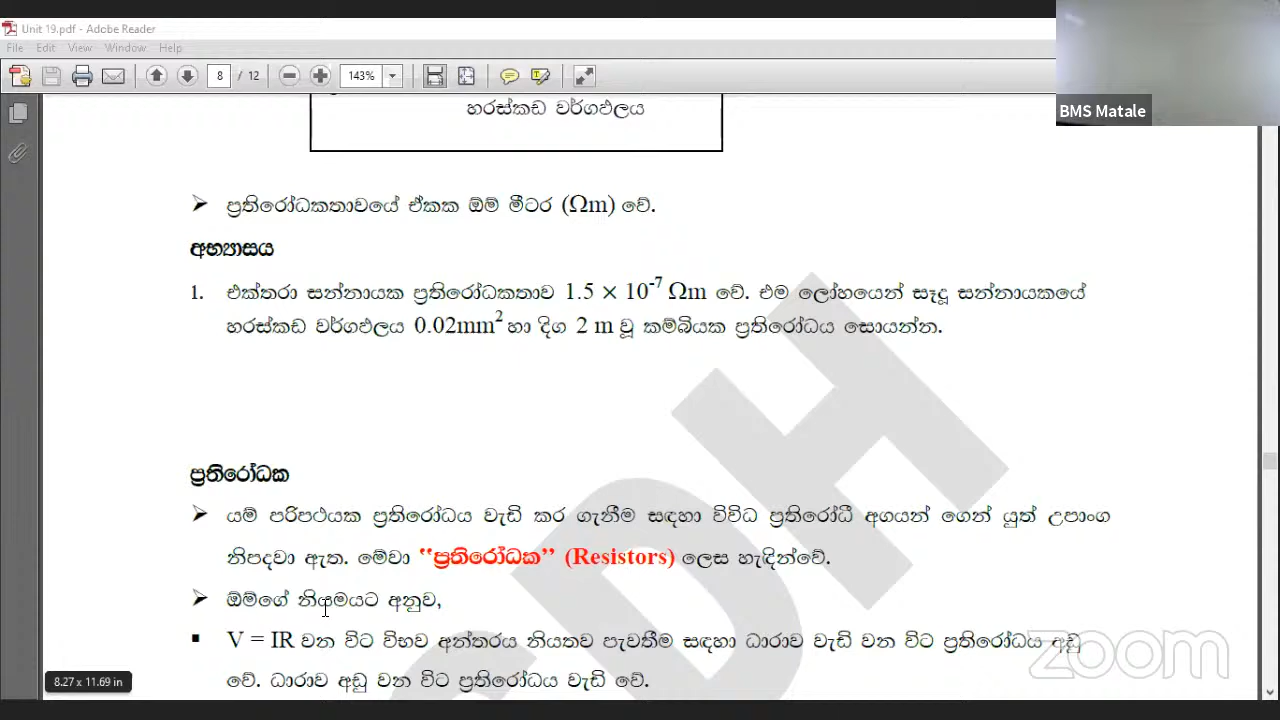 Unit 19.pdf - Adobe Reader
File Edit View Window Help
8 / 12 143%
BMS Matale
හරස්කඩ වර්ගඵලය
➢ ප්‍රතිරෝධකතාවයේ ඒකක ඕම් මීටර (Ωm) වේ.
අභ්‍යාසය
1. එක්තරා සන්නායක ප්‍රතිරෝධකතාව 1.5 × 10⁻⁷ Ωm වේ. එම ලෝහයෙන් සෑදූ සන්නායකයේ
හරස්කඩ වර්ගඵලය 0.02mm² හා දිග 2 m වූ කම්බියක ප්‍රතිරෝධය සොයන්න.
ප්‍රතිරෝධක
➢ යම් පරිපථයක ප්‍රතිරෝධය වැඩි කර ගැනීම සඳහා විවිධ ප්‍රතිරෝධී අගයන් ගෙන් යුත් උපාංග
නිපදවා ඇත. මේවා “ප්‍රතිරෝධක” (Resistors) ලෙස හැඳින්වේ.
➢ ඕම්ගේ නියමයට අනුව,
▪ V = IR වන විට විභව අන්තරය නියතව පැවතීම සඳහා ධාරාව වැඩි වන විට ප්‍රතිරෝධය අඩු
වේ. ධාරාව අඩු වන විට ප්‍රතිරෝධය වැඩි වේ.
zoom
8.27 x 11.69 in